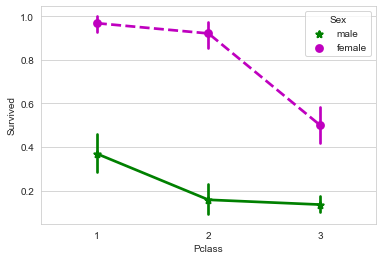 Sex
male
female
1.0
0.8
0.6
0.4
0.2
Survived
1 2 3
Pclass